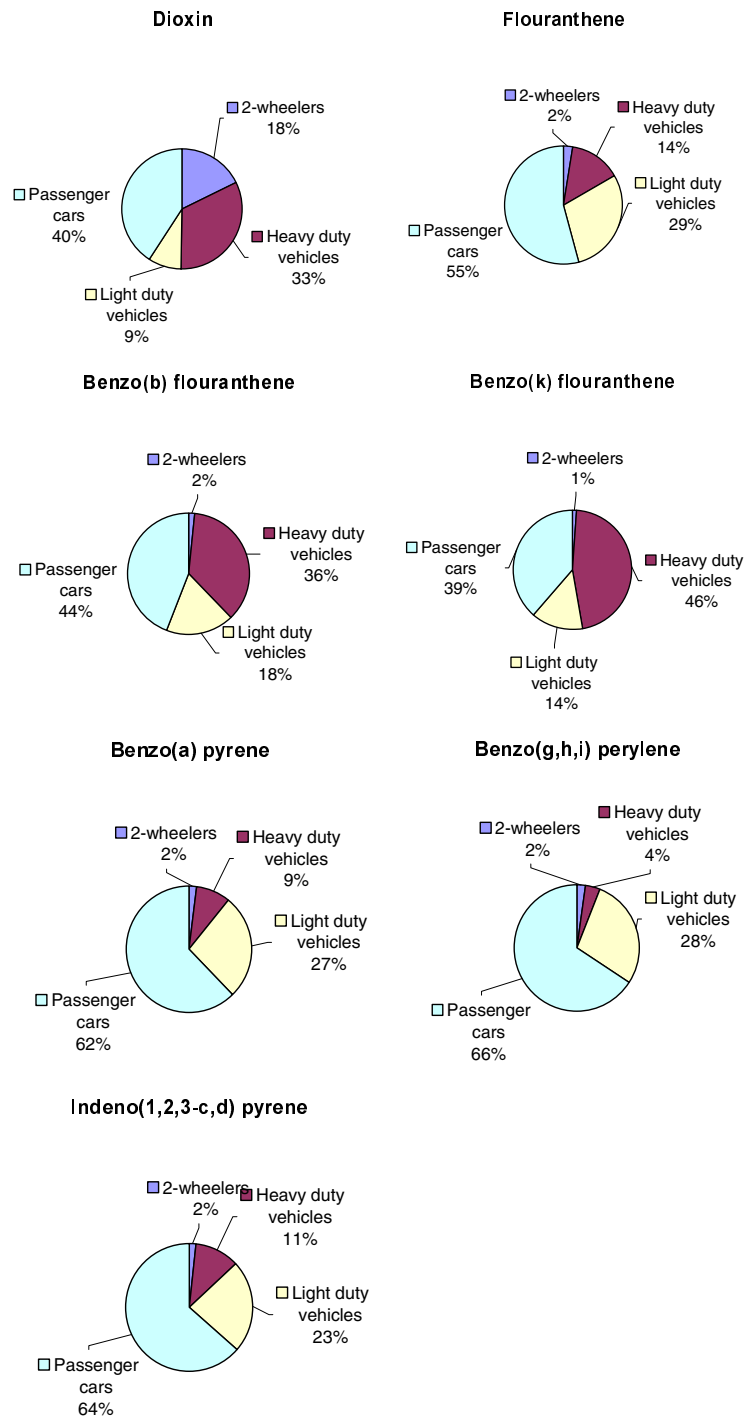 Dioxin
2-wheelers
18%
Passenger
cars
40%
Heavy duty
vehicles
33%
Light duty
vehicles
9%
Flouranthene
2-wheelers
2%
Heavy duty
vehicles
14%
Light duty
vehicles
29%
Passenger
cars
55%
Benzo(b) flouranthene
2-wheelers
2%
Heavy duty
vehicles
36%
Passenger
cars
44%
Light duty
vehicles
18%
Benzo(k) flouranthene
2-wheelers
1%
Passenger
cars
39%
Heavy duty
vehicles
46%
Light duty
vehicles
14%
Benzo(a) pyrene
2-wheelers
2%
Heavy duty
vehicles
9%
Light duty
vehicles
27%
Passenger
cars
62%
Benzo(g,h,i) perylene
Heavy duty
vehicles
4%
2-wheelers
2%
Light duty
vehicles
28%
Passenger
cars
66%
Indeno(1,2,3-c,d) pyrene
2-wheelers
2%
Heavy duty
vehicles
11%
Light duty
vehicles
23%
Passenger
cars
64%